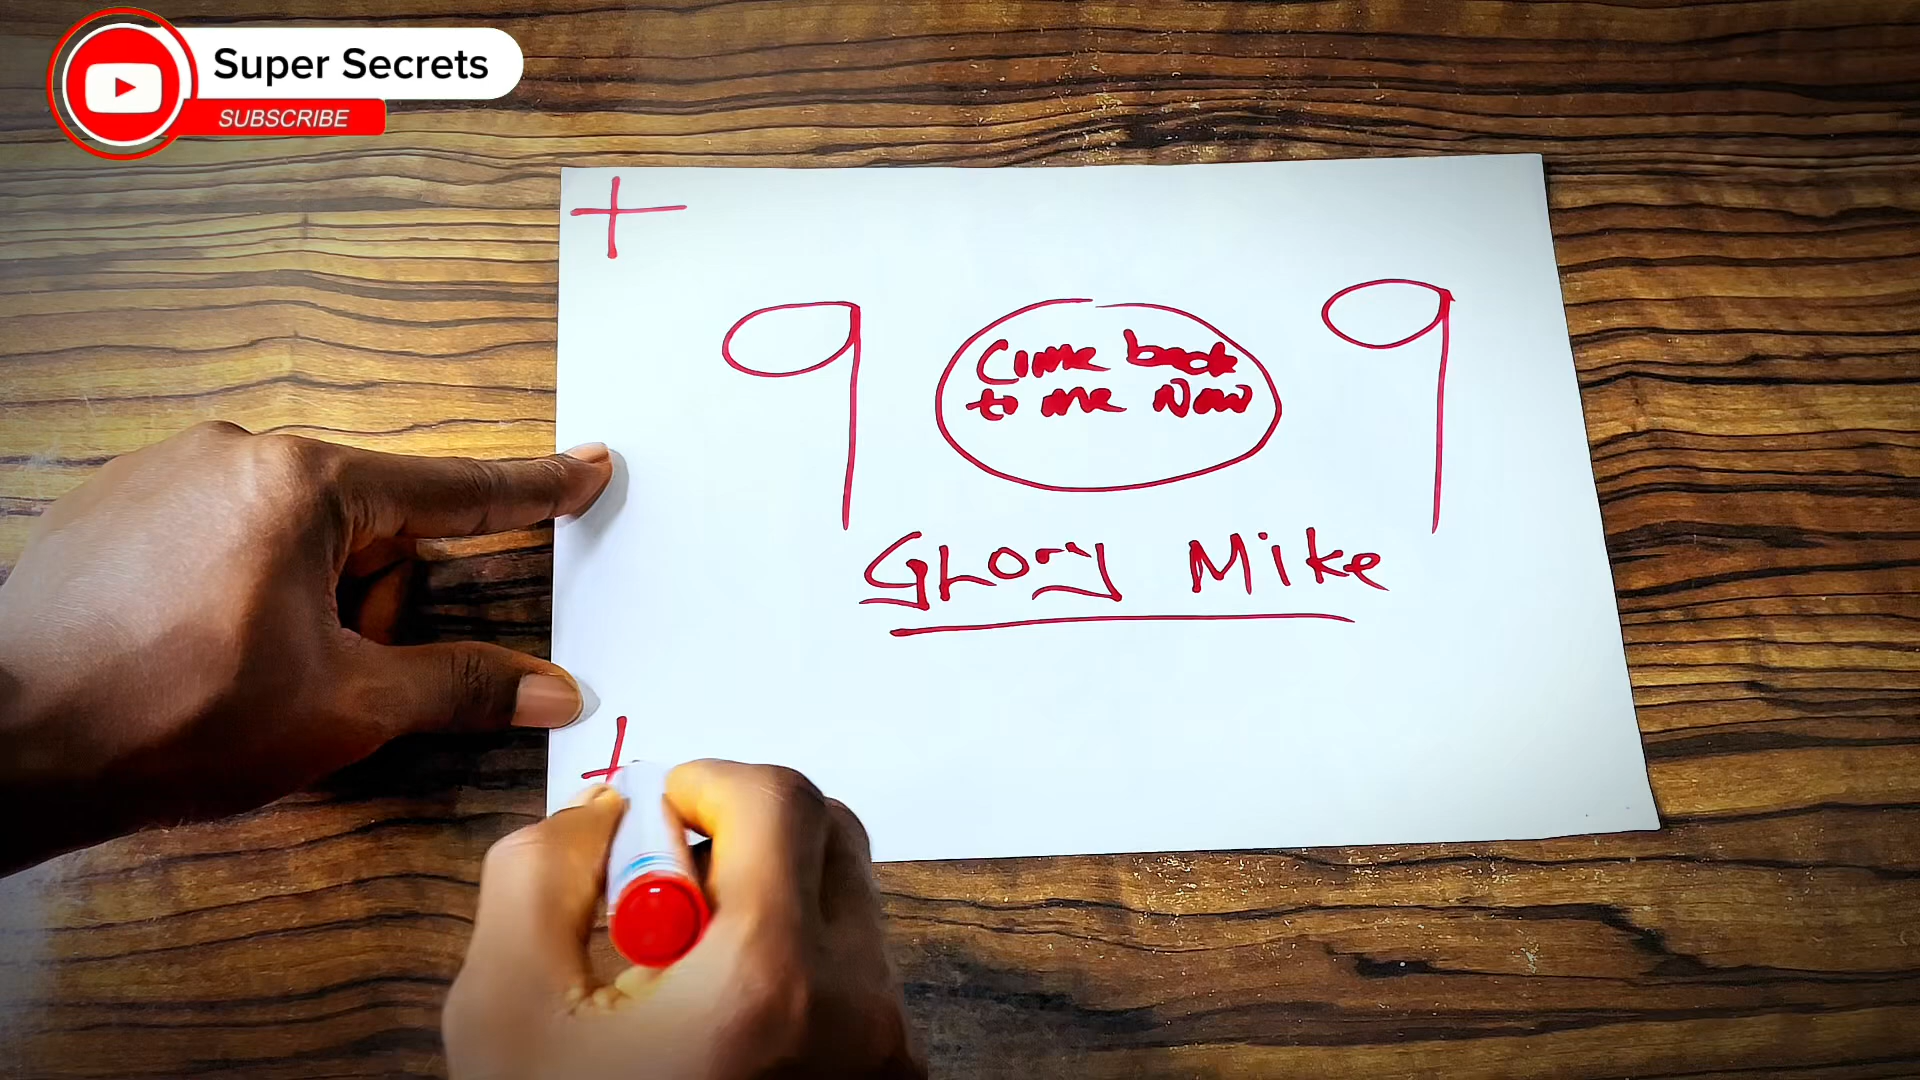 Super Secrets
SUBSCRIBE
9 9
Come back
to me Now
GLory Mike